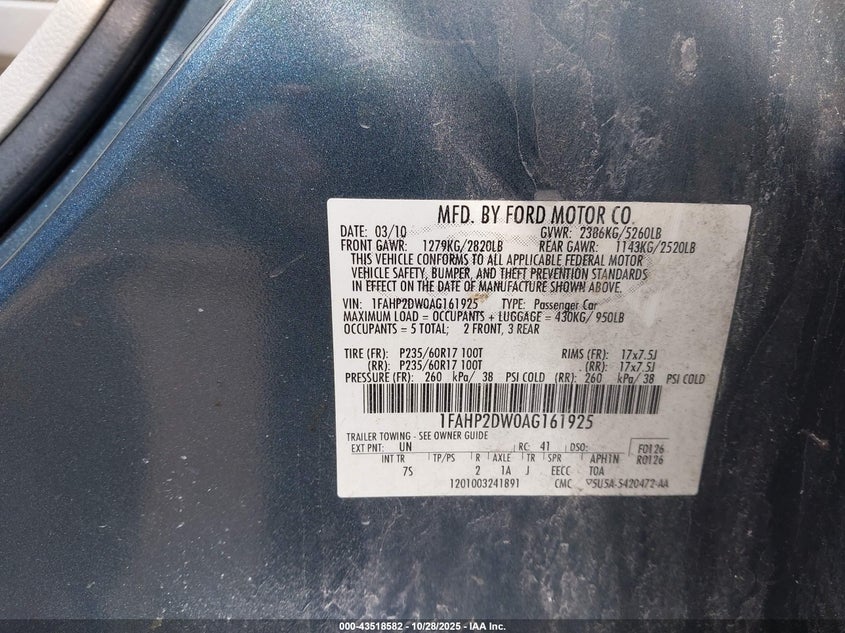 MFD. BY FORD MOTOR CO.
DATE: 03/10 GVWR: 2386KG/5260LB
FRONT GAWR: 1279KG/2820LB REAR GAWR: 1143KG/2520LB
THIS VEHICLE CONFORMS TO ALL APPLICABLE FEDERAL MOTOR
VEHICLE SAFETY, BUMPER, AND THEFT PREVENTION STANDARDS
IN EFFECT ON THE DATE OF MANUFACTURE SHOWN ABOVE.
VIN: 1FAHP2DW0AG161925 TYPE: Passenger Car
MAXIMUM LOAD = OCCUPANTS + LUGGAGE = 430KG/ 950LB
OCCUPANTS = 5 TOTAL; 2 FRONT, 3 REAR
TIRE (FR): P235/60R17 100T RIMS (FR): 17x7.5J
(RR): P235/60R17 100T (RR): 17x7.5J
PRESSURE (FR): 260 kPa/ 38 PSI COLD (RR): 260 kPa/ 38 PSI COLD
1FAHP2DW0AG161925
TRAILER TOWING - SEE OWNER GUIDE
EXT PNT: UN RC: 41 DSO: F0126
INT TR TP/PS R AXLE TR SPR APH1N R0126
7S 2 1A J EECC T0A
1201003241891 CMC 5U5A-5420472-AA
000-43518582 - 10/28/2025 - IAA Inc.